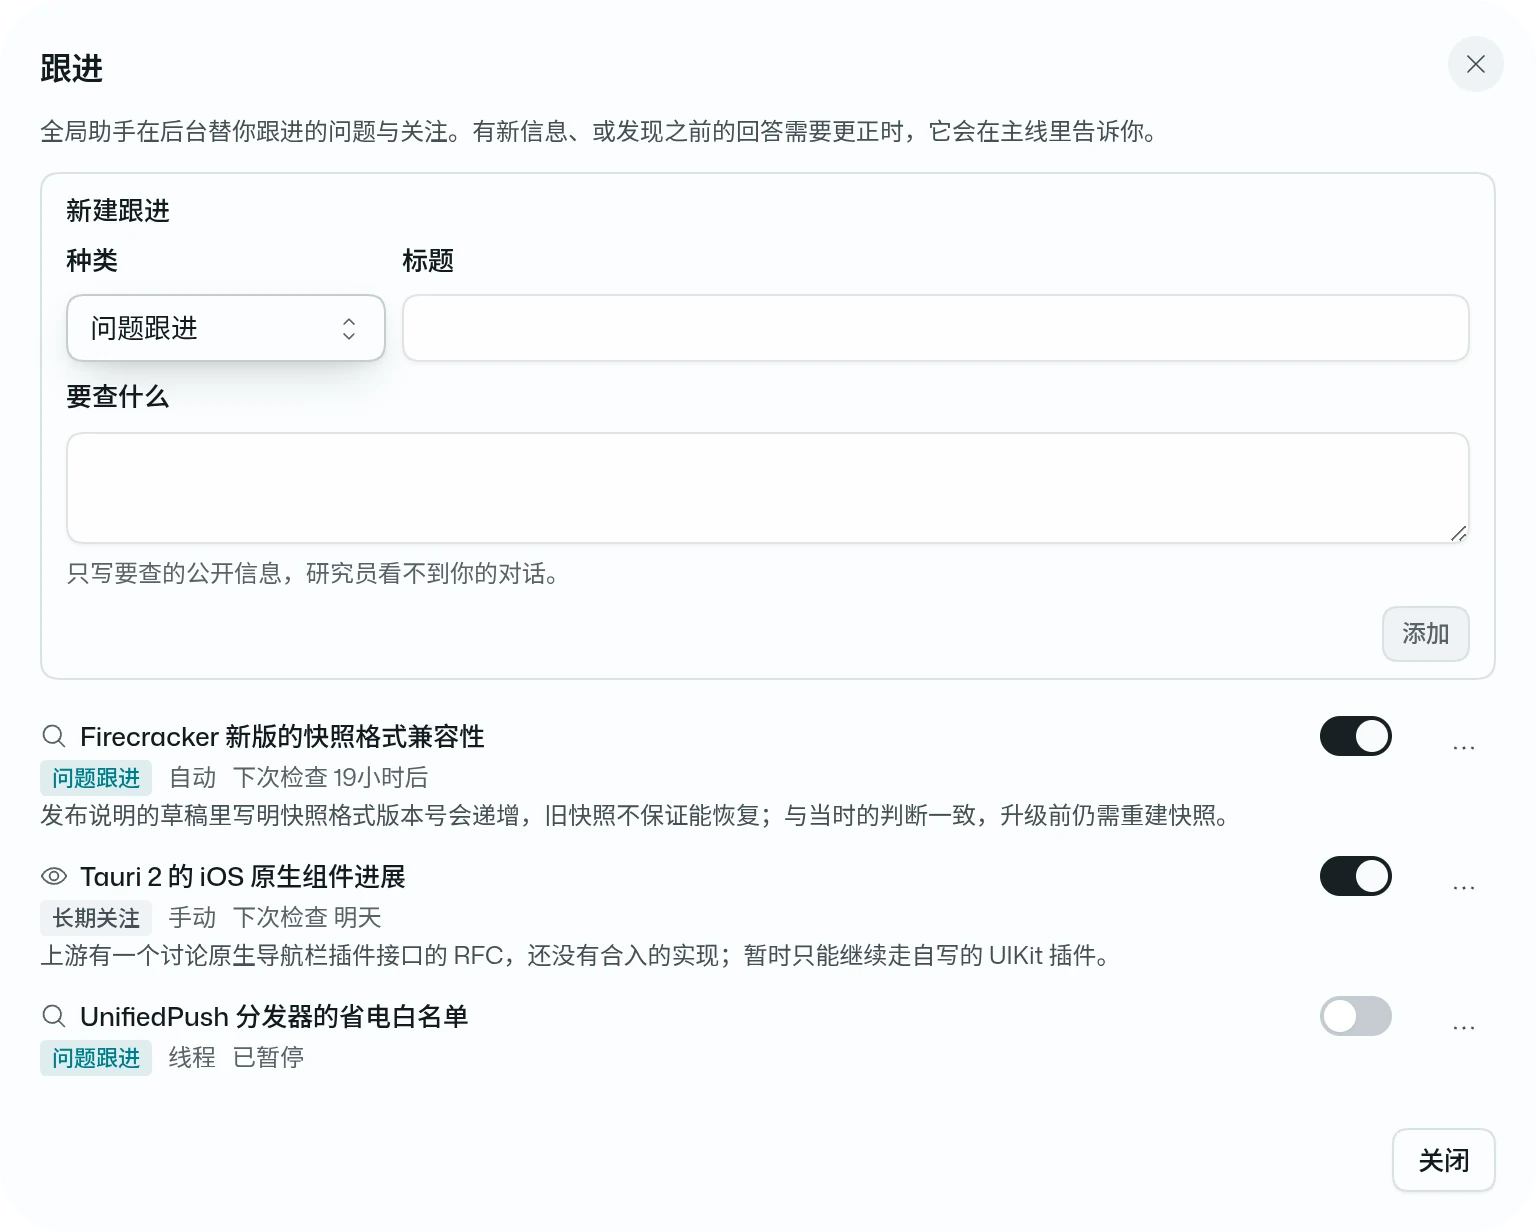 跟进
全局助手在后台替你跟进的问题与关注。有新信息、或发现之前的回答需要更正时，它会在主线里告诉你。
新建跟进
种类 标题
问题跟进
要查什么
只写要查的公开信息，研究员看不到你的对话。
添加
Firecracker 新版的快照格式兼容性
问题跟进 自动 下次检查 19小时后
发布说明的草稿里写明快照格式版本号会递增，旧快照不保证能恢复；与当时的判断一致，升级前仍需重建快照。
Tauri 2 的 iOS 原生组件进展
长期关注 手动 下次检查 明天
上游有一个讨论原生导航栏插件接口的 RFC，还没有合入的实现；暂时只能继续走自写的 UIKit 插件。
UnifiedPush 分发器的省电白名单
问题跟进 线程 已暂停
关闭